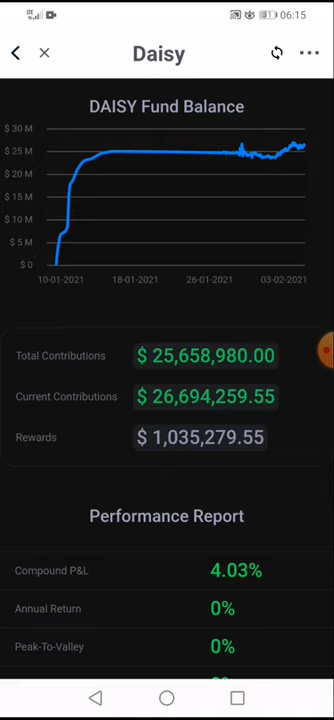 06:15
Daisy
DAISY Fund Balance
$ 30 M
$ 25 M
$ 20 M
$ 15 M
$ 10 M
$ 5 M
$ 0
10-01-2021 18-01-2021 26-01-2021 03-02-2021
Total Contributions $ 25,658,980.00
Current Contributions $ 26,694,259.55
Rewards $ 1,035,279.55
Performance Report
Compound P&L 4.03%
Annual Return 0%
Peak-To-Valley 0%